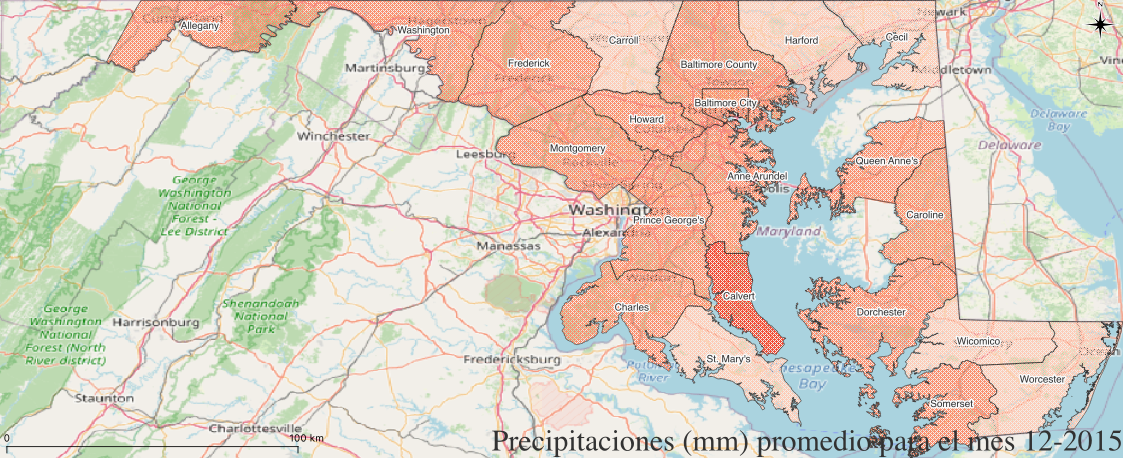 Cumberland
Allegany
Hagerstown
Washington
Newark
N
Carroll
Harford
Cecil
Martinsburg
Frederick
Frederick
Baltimore County
Middletown
Baltimore City
Delaware
Bay
Winchester
Howard
Columbia
Delaware
Leesburg
Montgomery
Rockville
Queen Anne's
George
Washington
National
Forest -
Lee District
Anne Arundel
Washington
Prince George's
Caroline
Alexandria
Maryland
Manassas
Waldorf
Calvert
Shenandoah
National
Park
Charles
Dorchester
George
Washington
National
Forest (North
River district)
Harrisonburg
Wicomico
Fredericksburg
St. Mary's
Chesapeake
Bay
River
Worcester
Staunton
Somerset
Charlottesville
0
100 km
Precipitaciones (mm) promedio para el mes 12-2015